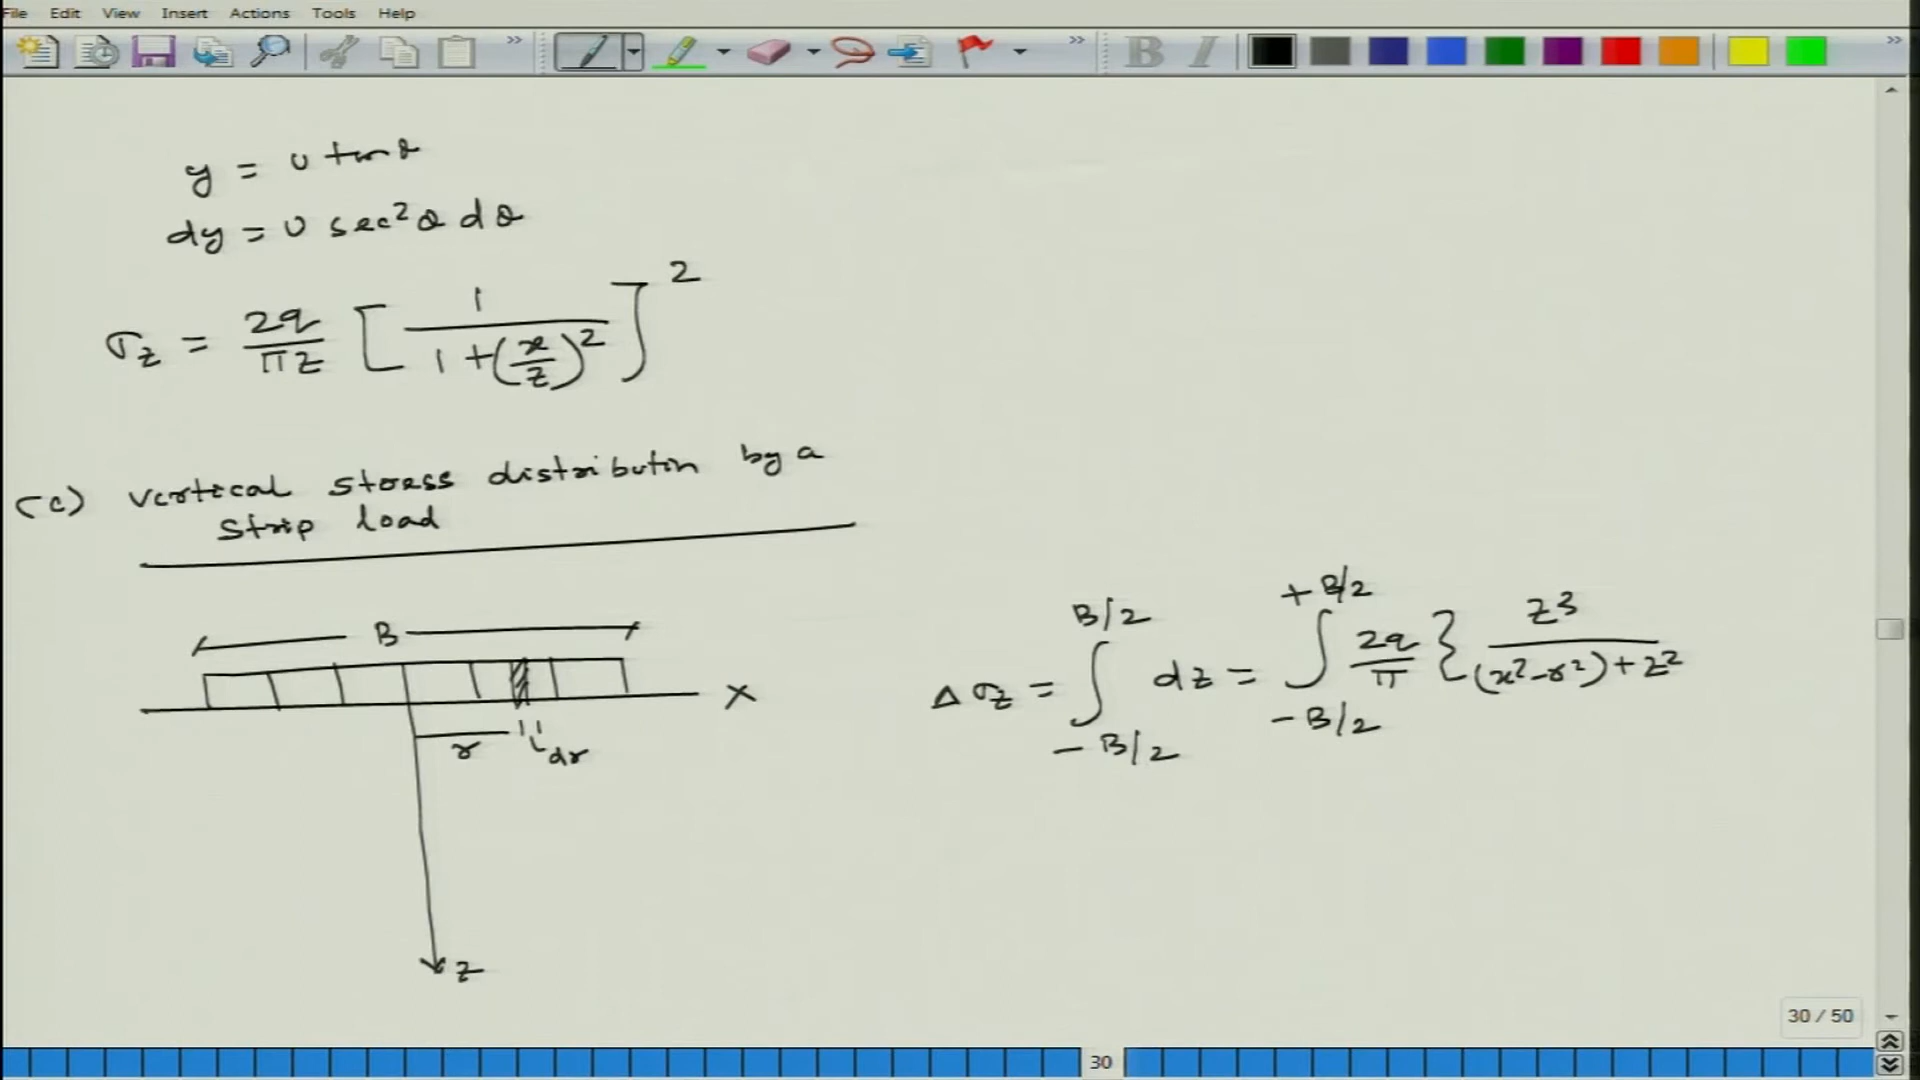 File Edit View Insert Actions Tools Help
B I
y = υ tanθ
dy = υ sec²θ dθ
σz = 2q/πz [1/(1+(x/z)²)]²
(c) vertical stress distributin by a
strip load
B
X
r dr
z
Δσz = ∫_{-B/2}^{B/2} dz = ∫_{-B/2}^{+B/2} 2q/π { z³/((x²-r²)+z²)
30 / 50
30